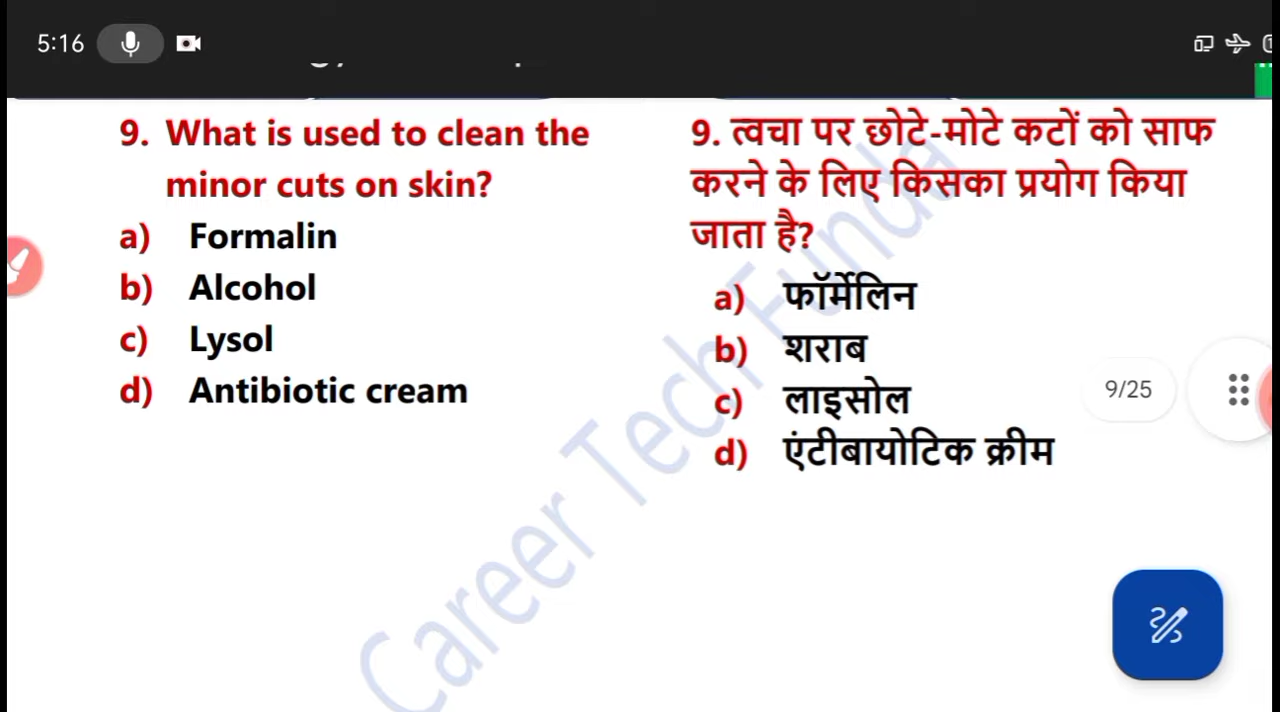 5:16
9. What is used to clean the
minor cuts on skin?
a) Formalin
b) Alcohol
c) Lysol
d) Antibiotic cream
9. त्वचा पर छोटे-मोटे कटों को साफ
करने के लिए किसका प्रयोग किया
जाता है?
a) फॉर्मेलिन
b) शराब
c) लाइसोल
d) एंटीबायोटिक क्रीम
9/25
Career Tech Funda